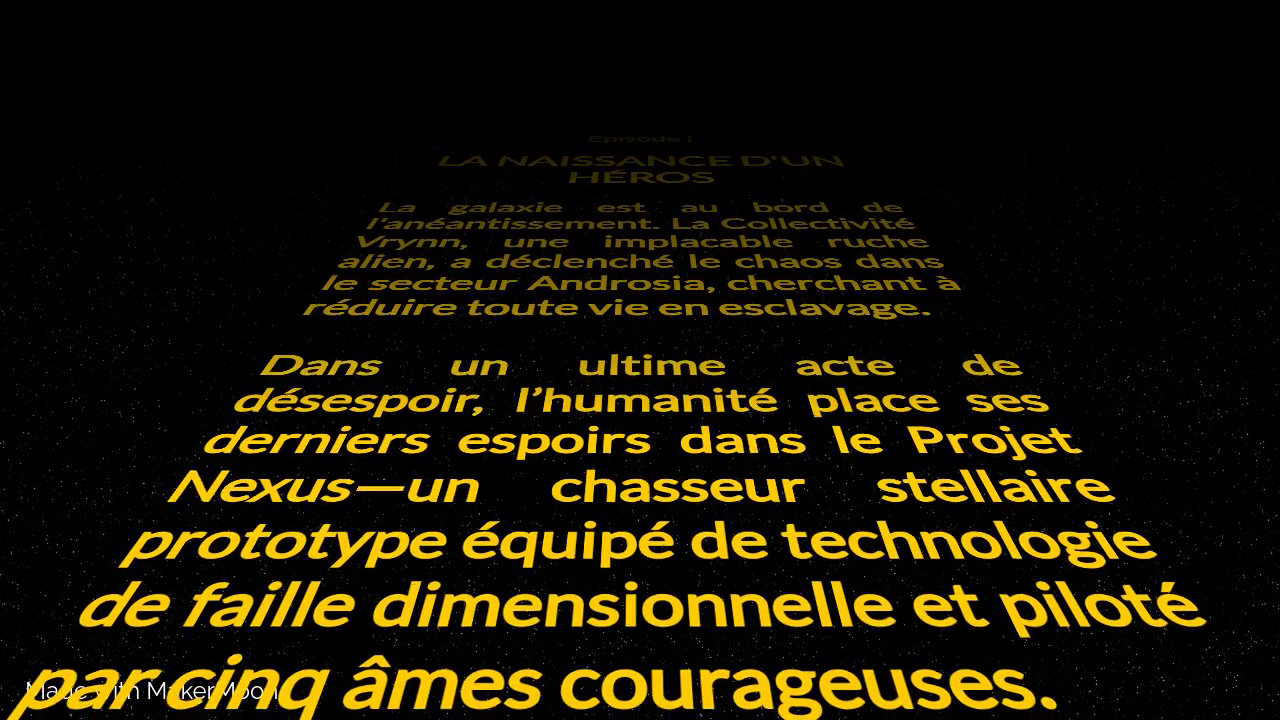 Episode I
LA NAISSANCE D'UN
HÉROS
La galaxie est au bord de
l'anéantissement. La Collectivité
Vrynn, une implacable ruche
alien, a déclenché le chaos dans
le secteur Androsia, cherchant à
réduire toute vie en esclavage.
Dans un ultime acte de
désespoir, l’humanité place ses
derniers espoirs dans le Projet
Nexus—un chasseur stellaire
prototype équipé de technologie
de faille dimensionnelle et piloté
par cinq âmes courageuses.
Made with MakerMoon